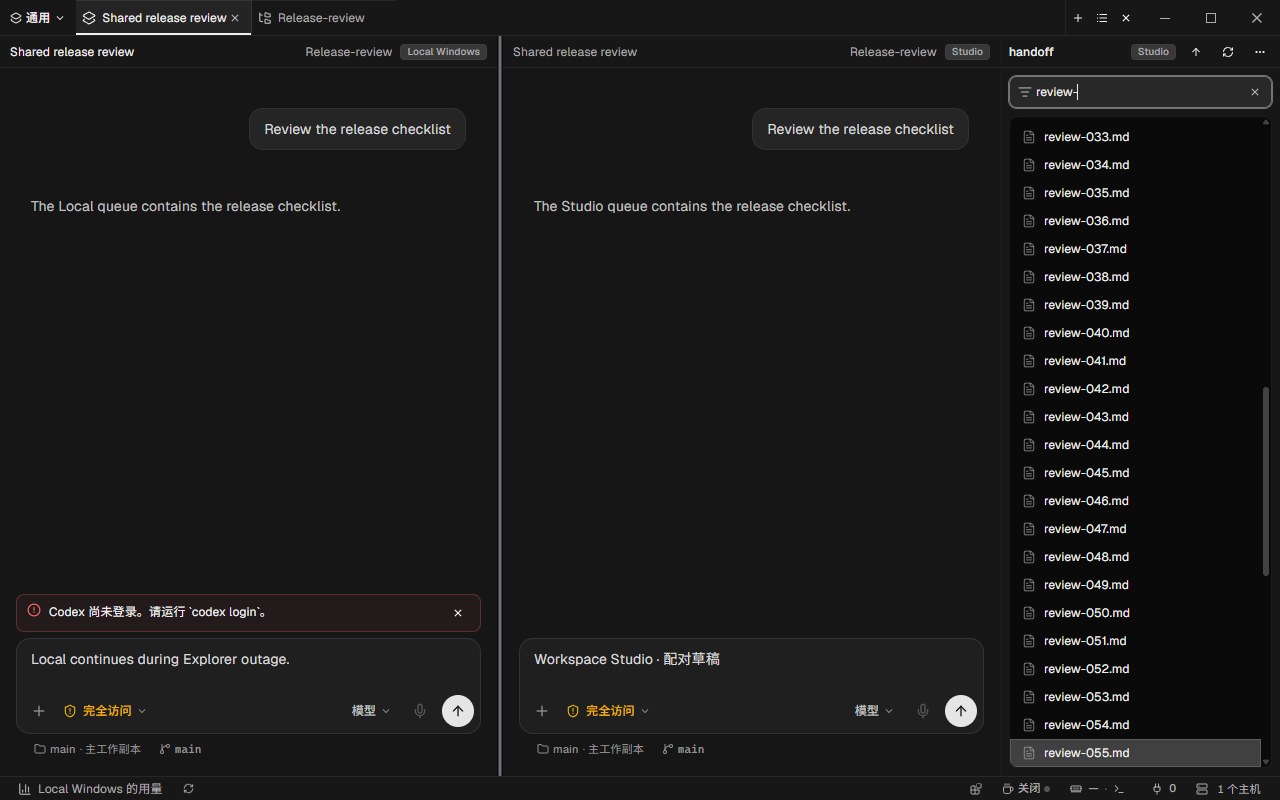 通用
Shared release review
Release-review
Shared release review
Release-review
Local Windows
Review the release checklist
The Local queue contains the release checklist.
Codex 尚未登录。请运行 `codex login`。
Local continues during Explorer outage.
完全访问
模型
main · 主工作副本
main
Shared release review
Release-review
Studio
Review the release checklist
The Studio queue contains the release checklist.
Workspace Studio · 配对草稿
完全访问
模型
main · 主工作副本
main
handoff
Studio
review-
review-033.md
review-034.md
review-035.md
review-036.md
review-037.md
review-038.md
review-039.md
review-040.md
review-041.md
review-042.md
review-043.md
review-044.md
review-045.md
review-046.md
review-047.md
review-048.md
review-049.md
review-050.md
review-051.md
review-052.md
review-053.md
review-054.md
review-055.md
Local Windows 的用量
关闭
— ·
0
1 个主机